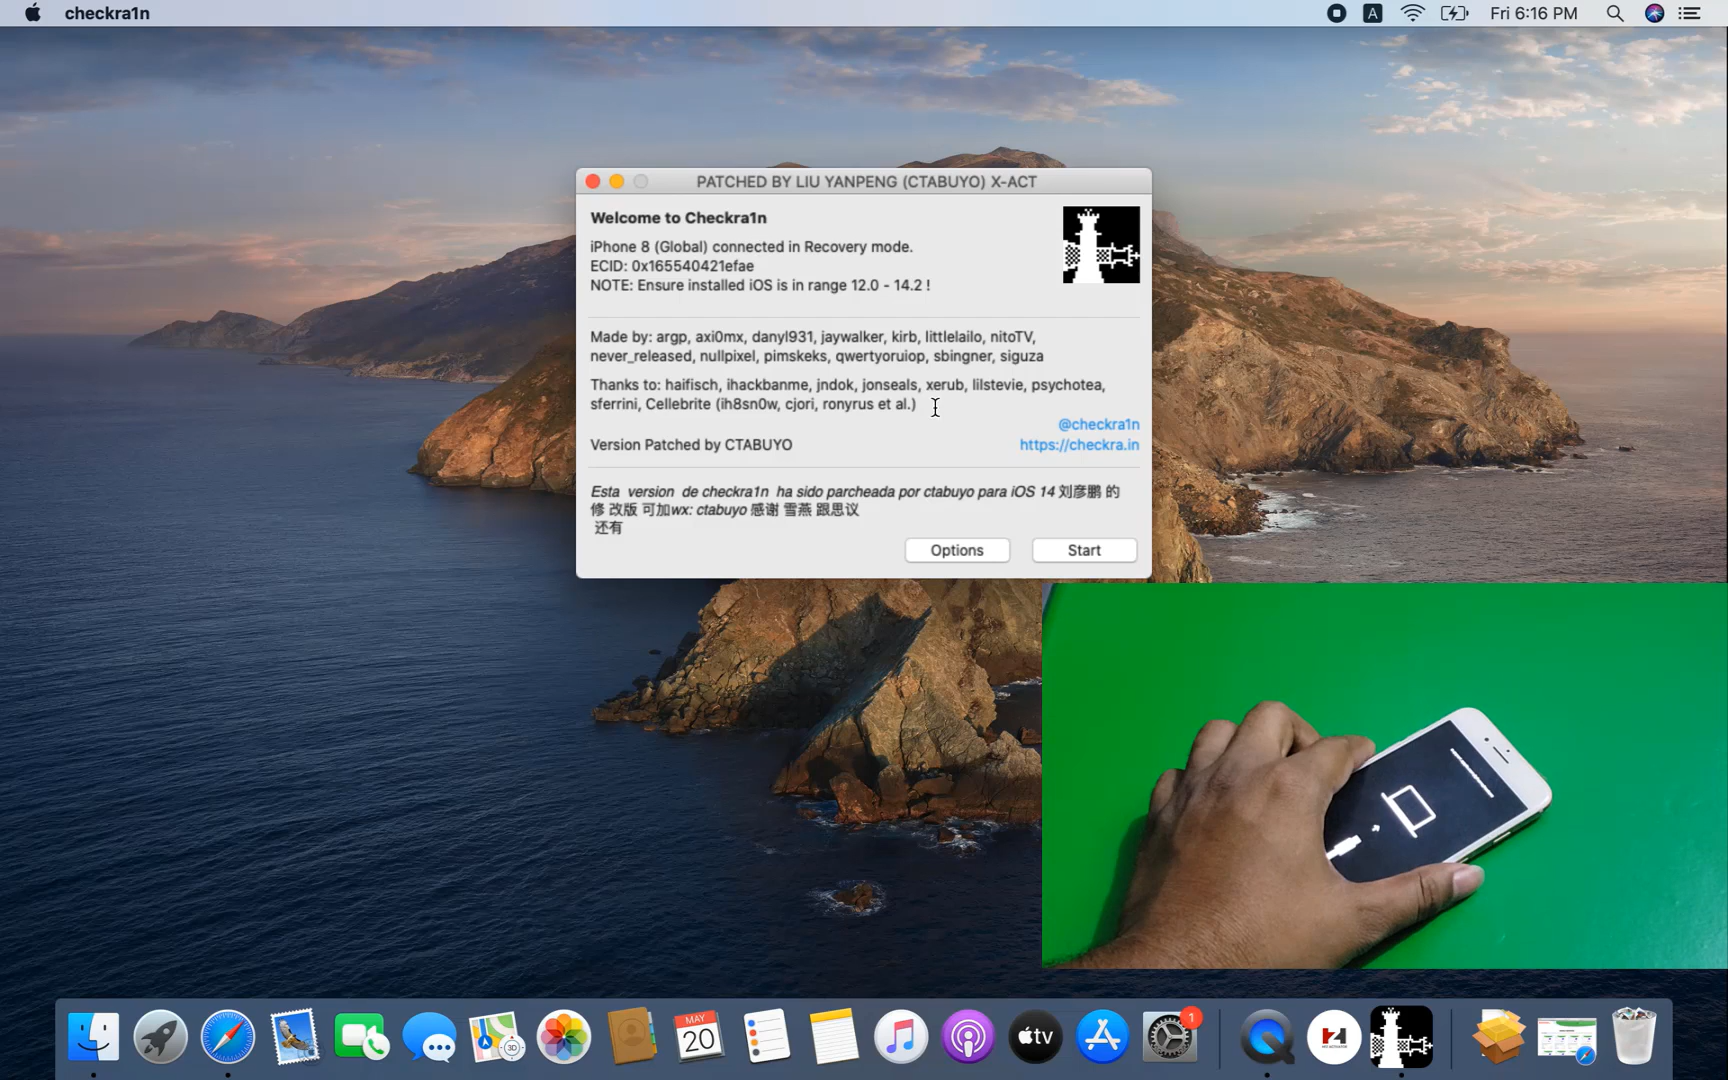 checkra1n
A
Fri 6:16 PM
PATCHED BY LIU YANPENG (CTABUYO) X-ACT
Welcome to Checkra1n
iPhone 8 (Global) connected in Recovery mode.
ECID: 0x165540421efae
NOTE: Ensure installed iOS is in range 12.0 - 14.2 !
Made by: argp, axi0mx, danyl931, jaywalker, kirb, littlelailo, nitoTV,
never_released, nullpixel, pimskeks, qwertyoruiop, sbingner, siguza
Thanks to: haifisch, ihackbanme, jndok, jonseals, xerub, lilstevie, psychotea,
sferrini, Cellebrite (ih8sn0w, cjori, ronyrus et al.)
@checkra1n
Version Patched by CTABUYO
https://checkra.in
Esta version de checkra1n ha sido parcheada por ctabuyo para iOS 14 刘彦鹏 的
修 改版 可加wx: ctabuyo 感谢 雪燕 跟思议
还有
Options
Start
MAY
20
3D
tv
1